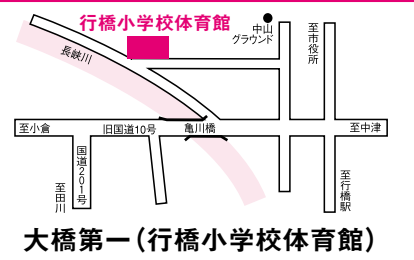 行橋小学校体育館
中山
グラウンド
至市役所
長峡川
至小倉
旧国道10号
亀川橋
至中津
国道201号
至田川
至行橋駅
大橋第一(行橋小学校体育館)